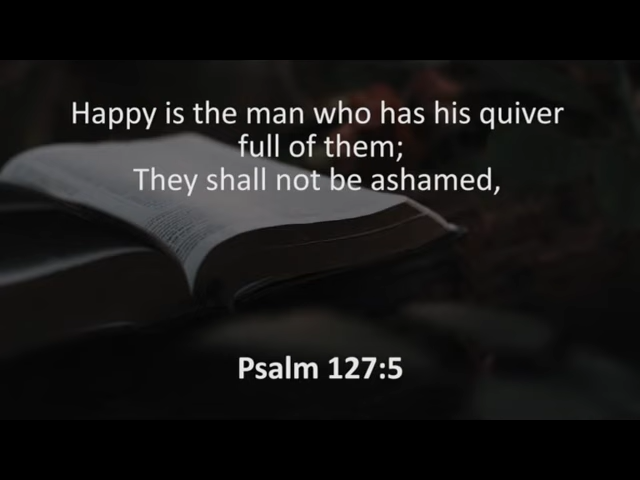 Happy is the man who has his quiver
full of them;
They shall not be ashamed,
Psalm 127:5